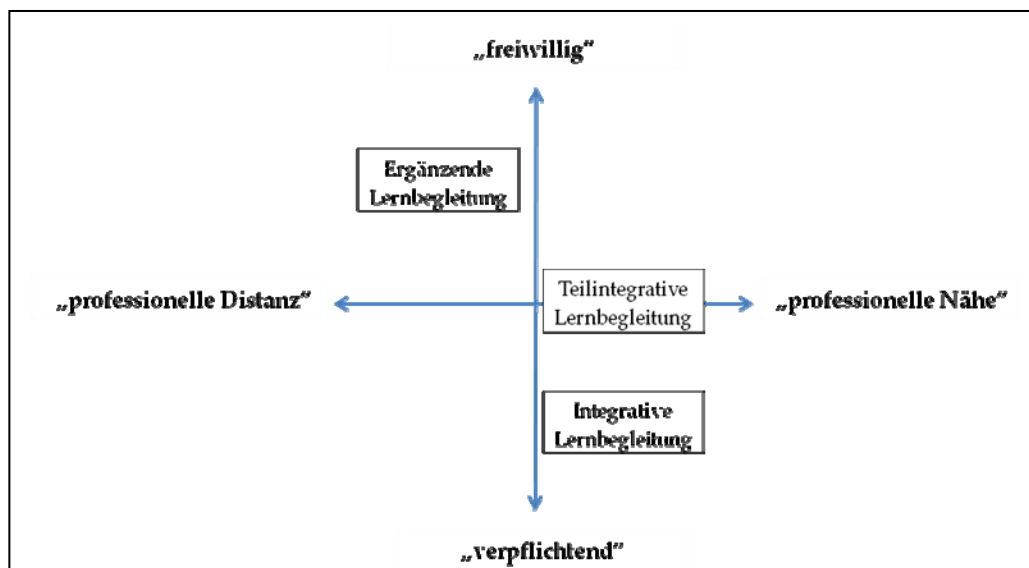 „freiwillig"
Ergänzende
Lernbegleitung
„professionelle Distanz"
Teilintegrative
Lernbegleitung
„professionelle Nähe"
Integrative
Lernbegleitung
„verpflichtend"